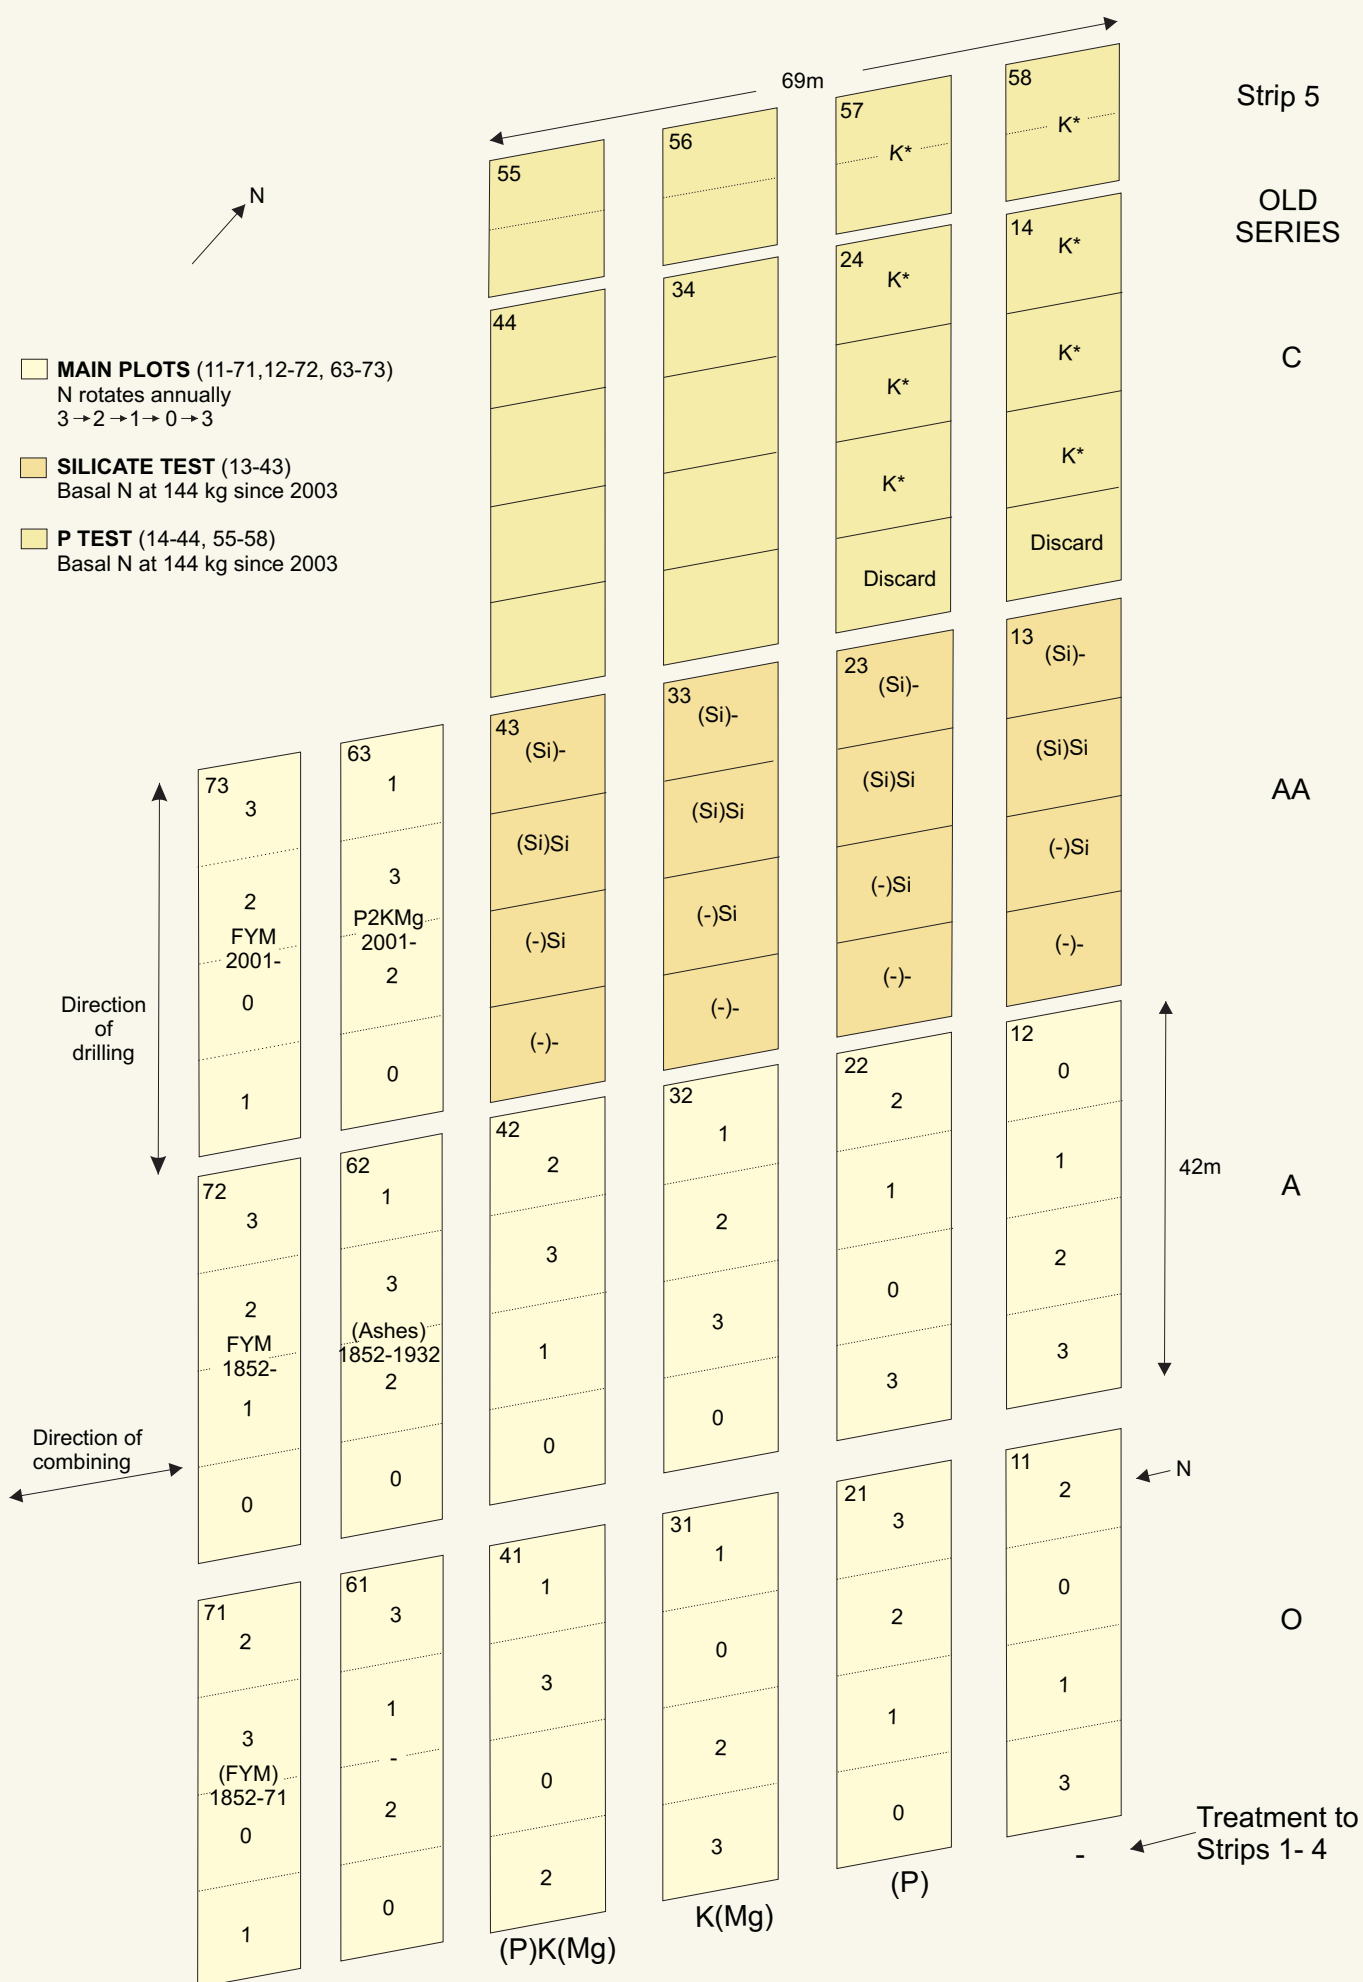 69m
Strip 5
55
56
57
K*
58
K*
N
OLD
SERIES
44
34
24
K*
K*
K*
Discard
14
K*
K*
K*
Discard
C
MAIN PLOTS (11-71,12-72, 63-73)
N rotates annually
3→2→1→0→3
SILICATE TEST (13-43)
Basal N at 144 kg since 2003
P TEST (14-44, 55-58)
Basal N at 144 kg since 2003
73
3
2
FYM
2001-
0
1
63
1
3
P2KMg
2001-
2
0
43
(Si)-
(Si)Si
(-)Si
(-)-
33
(Si)-
(Si)Si
(-)Si
(-)-
23
(Si)-
(Si)Si
(-)Si
(-)-
13
(Si)-
(Si)Si
(-)Si
(-)-
AA
Direction
of
drilling
72
3
2
FYM
1852-
1
0
62
1
3
(Ashes)
1852-1932
2
0
42
2
3
1
0
32
1
2
3
0
22
2
1
0
3
12
0
1
2
3
42m
A
Direction of
combining
71
2
3
(FYM)
1852-71
0
1
61
3
1
-
2
0
41
1
3
0
2
31
1
0
2
3
21
3
2
1
0
11
2
0
1
3
N
O
(P)K(Mg)
K(Mg)
(P)
-
Treatment to
Strips 1- 4